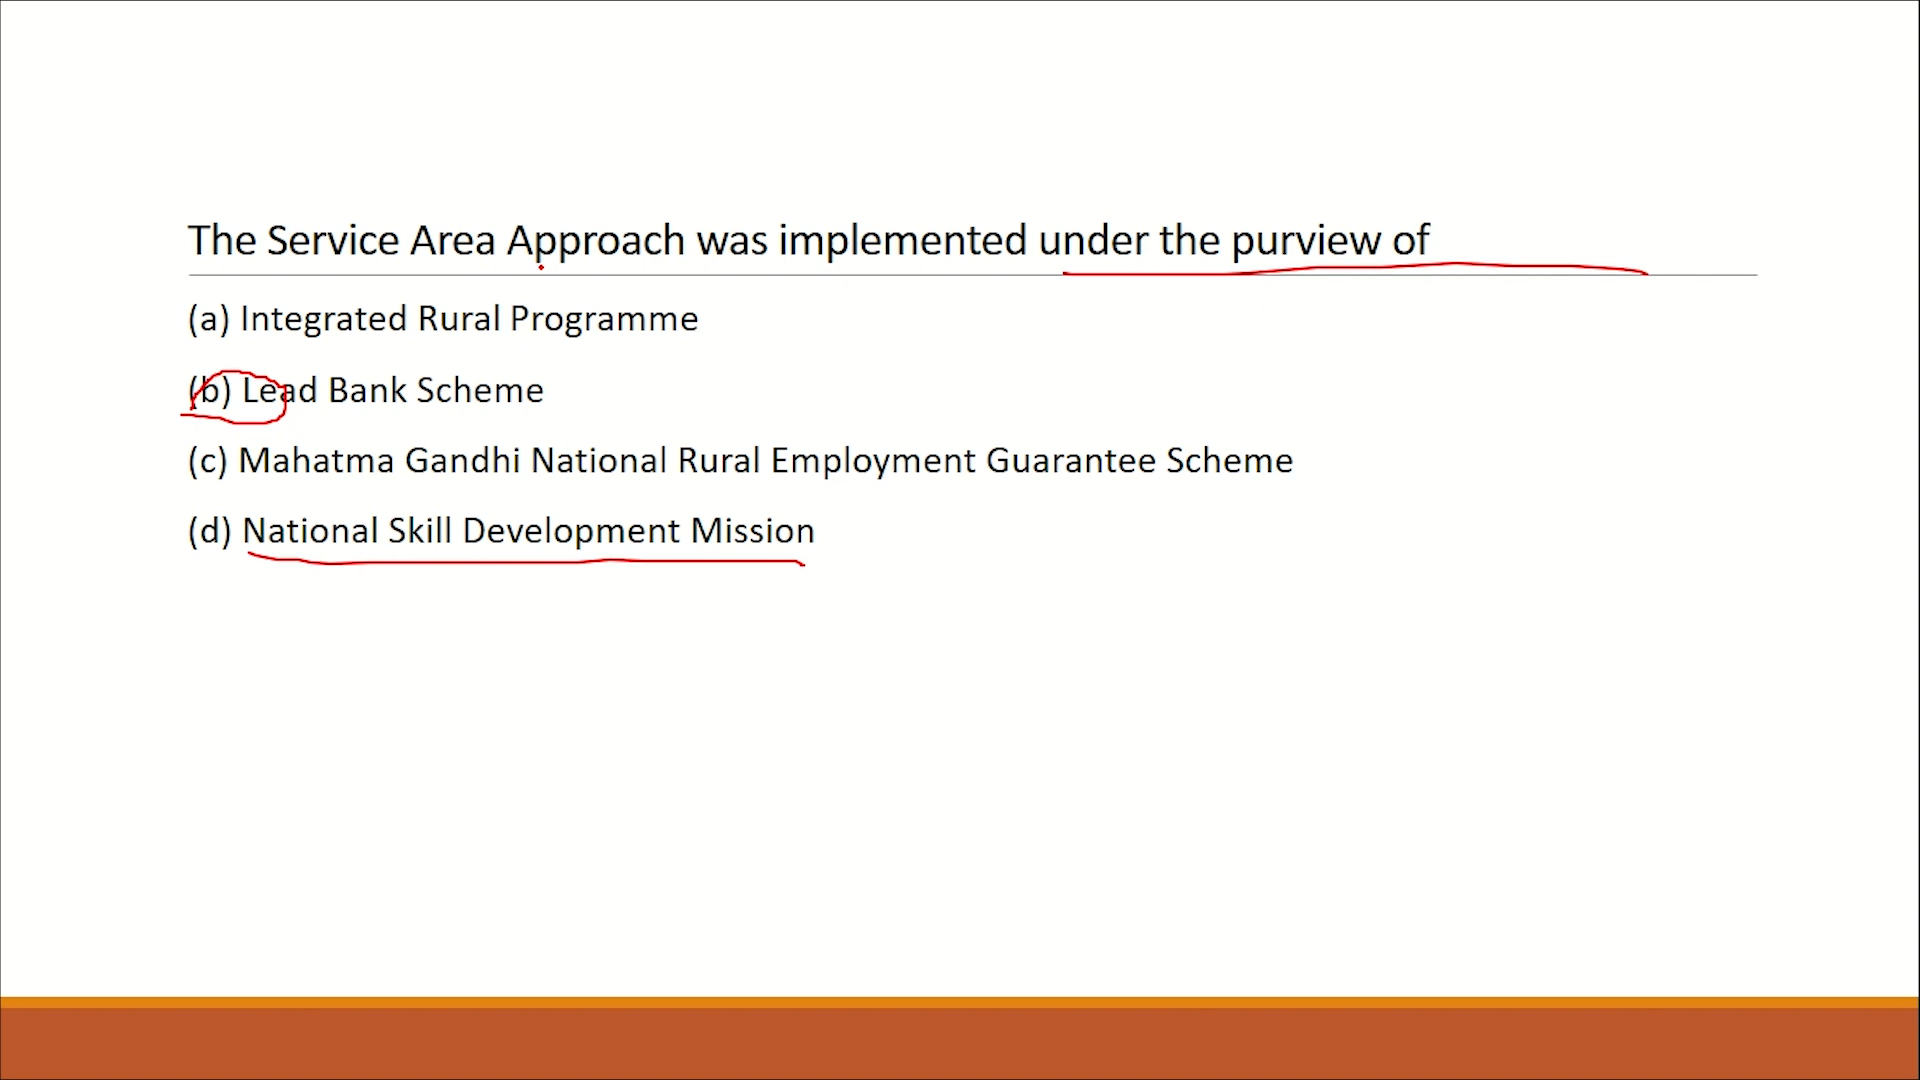 The Service Area Approach was implemented under the purview of
(a) Integrated Rural Programme
(b) Lead Bank Scheme
(c) Mahatma Gandhi National Rural Employment Guarantee Scheme
(d) National Skill Development Mission